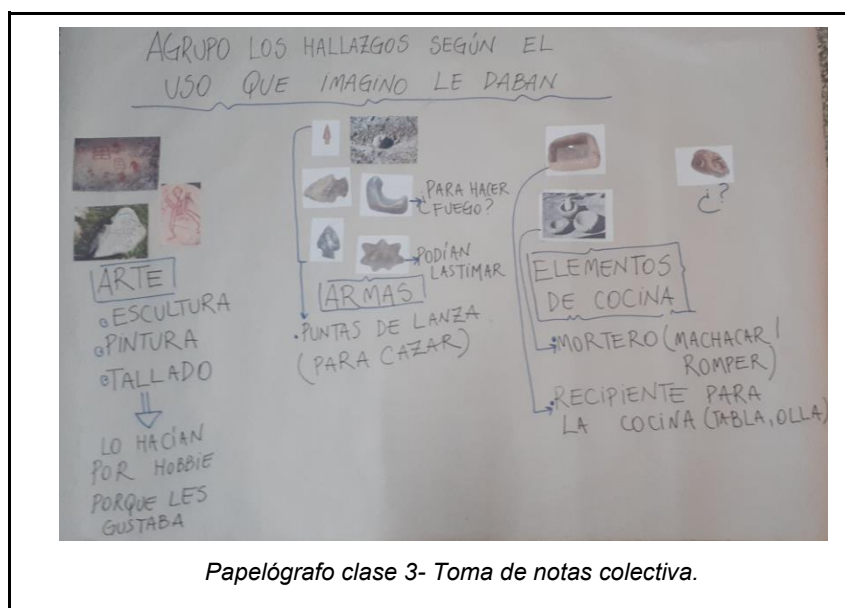 AGRUPO LOS HALLAZGOS SEGÚN EL
USO QUE IMAGINO LE DABAN
ARTE
ESCULTURA
PINTURA
TALLADO
LO HACÍAN
POR HOBBIE
PORQUE LES
GUSTABA
¿PARA HACER
FUEGO?
PODÍAN
LASTIMAR
ARMAS
PUNTAS DE LANZA
(PARA CAZAR)
¿?
ELEMENTOS
DE COCINA
MORTERO (MACHACAR/
ROMPER)
RECIPIENTE PARA
LA COCINA (TABLA, OLLA)
Papelógrafo clase 3- Toma de notas colectiva.